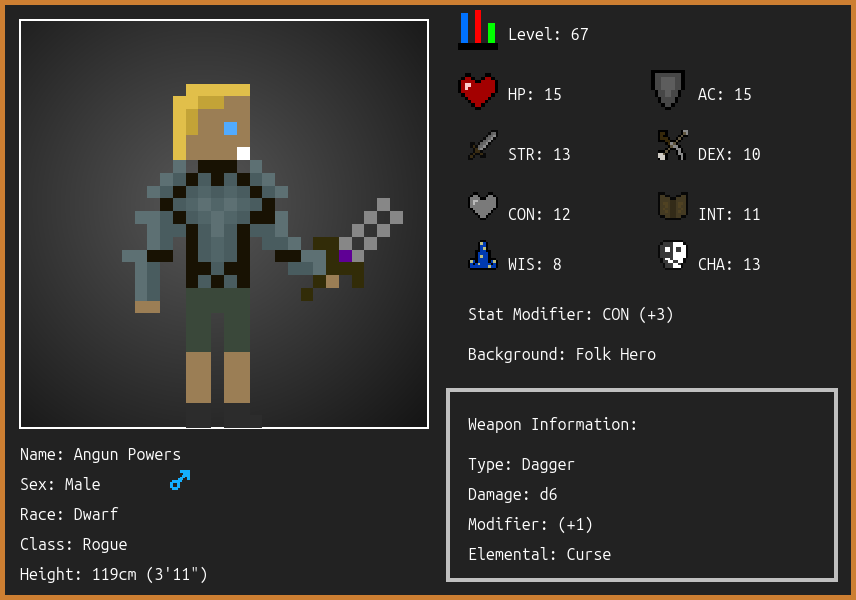 Level: 67
HP: 15
AC: 15
STR: 13
DEX: 10
CON: 12
INT: 11
WIS: 8
CHA: 13
Stat Modifier: CON (+3)
Background: Folk Hero
Weapon Information:
Type: Dagger
Damage: d6
Modifier: (+1)
Elemental: Curse
Name: Angun Powers
Sex: Male
Race: Dwarf
Class: Rogue
Height: 119cm (3'11")